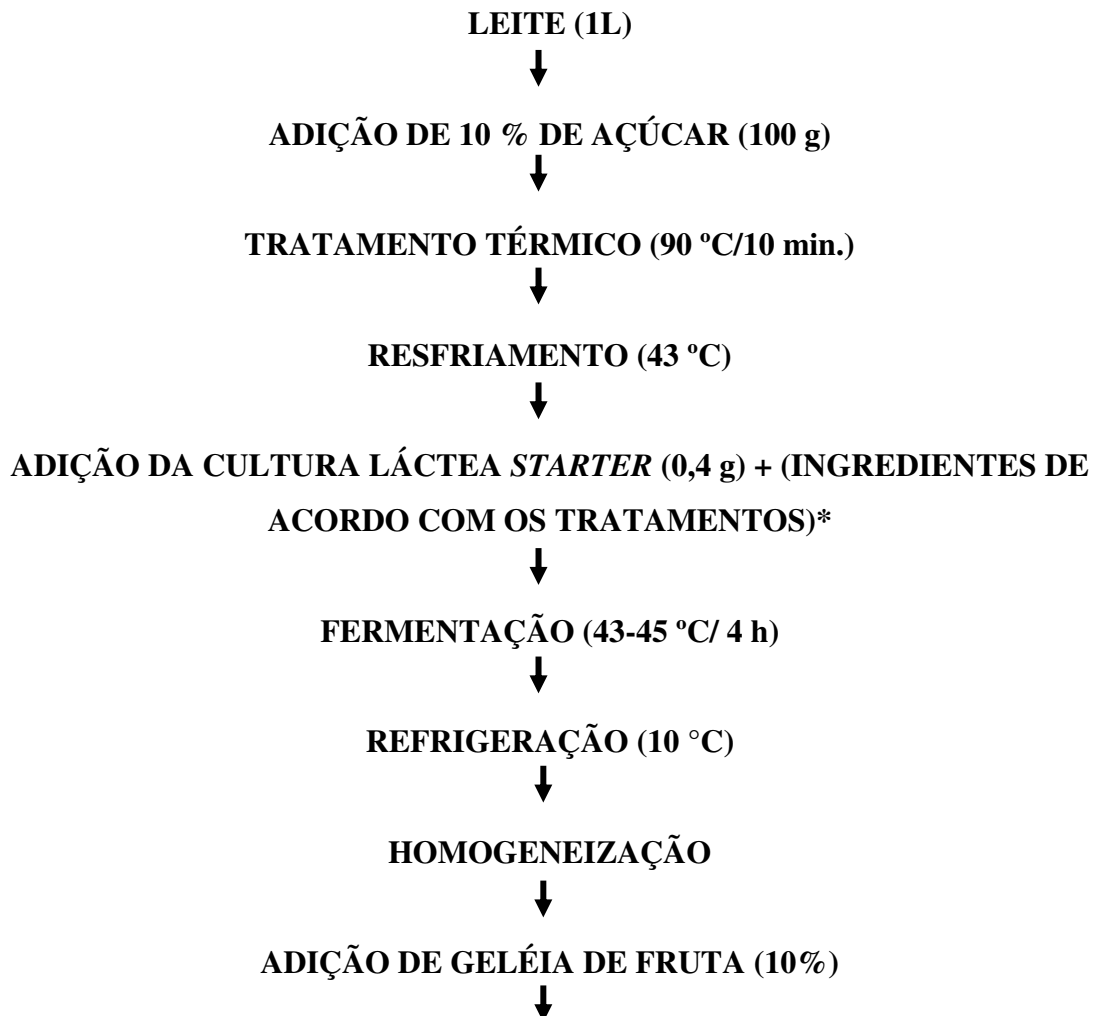 LEITE (1L)
ADIÇÃO DE 10 % DE AÇÚCAR (100 g)
TRATAMENTO TÉRMICO (90 ºC/10 min.)
RESFRIAMENTO (43 ºC)
ADIÇÃO DA CULTURA LÁCTEA STARTER (0,4 g) + (INGREDIENTES DE
ACORDO COM OS TRATAMENTOS)*
FERMENTAÇÃO (43-45 ºC/ 4 h)
REFRIGERAÇÃO (10 °C)
HOMOGENEIZAÇÃO
ADIÇÃO DE GELÉIA DE FRUTA (10%)